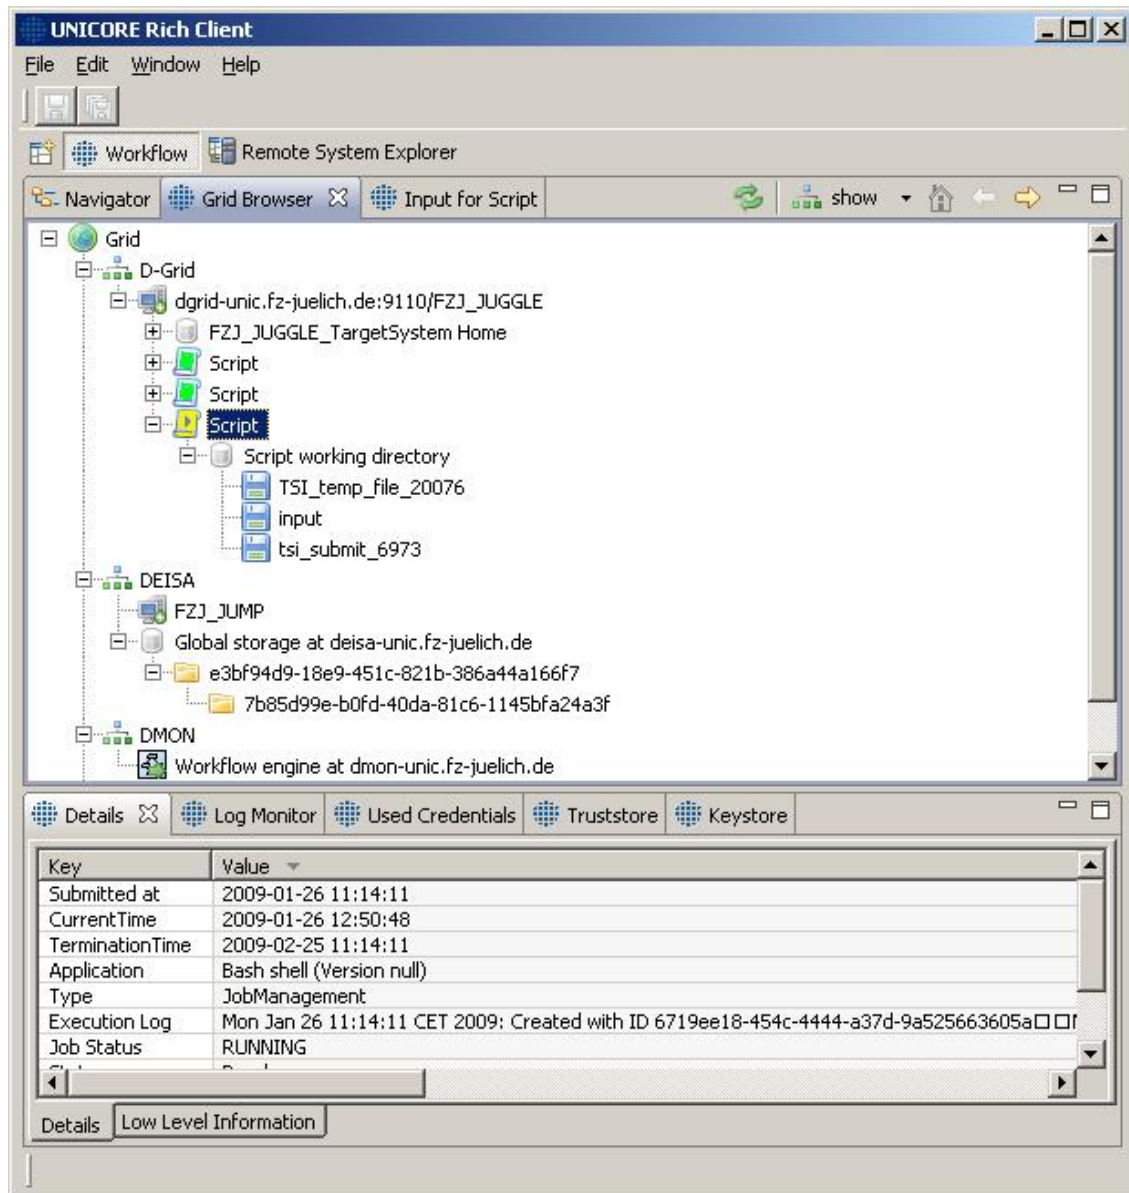 UNICORE Rich Client
File Edit Window Help
Workflow Remote System Explorer
Navigator Grid Browser Input for Script show
Grid
D-Grid
dgrid-unic.fz-juelich.de:9110/FZJ_JUGGLE
FZJ_JUGGLE_TargetSystem Home
Script
Script
Script
Script working directory
TSI_temp_file_20076
input
tsi_submit_6973
DEISA
FZJ_JUMP
Global storage at deisa-unic.fz-juelich.de
e3bf94d9-18e9-451c-821b-386a44a166f7
7b85d99e-b0fd-40da-81c6-1145bfa24a3f
DMON
Workflow engine at dmon-unic.fz-juelich.de
Details Log Monitor Used Credentials Truststore Keystore
Key Value
Submitted at 2009-01-26 11:14:11
CurrentTime 2009-01-26 12:50:48
TerminationTime 2009-02-25 11:14:11
Application Bash shell (Version null)
Type JobManagement
Execution Log Mon Jan 26 11:14:11 CET 2009: Created with ID 6719ee18-454c-4444-a37d-9a525663605a
Job Status RUNNING
Details Low Level Information